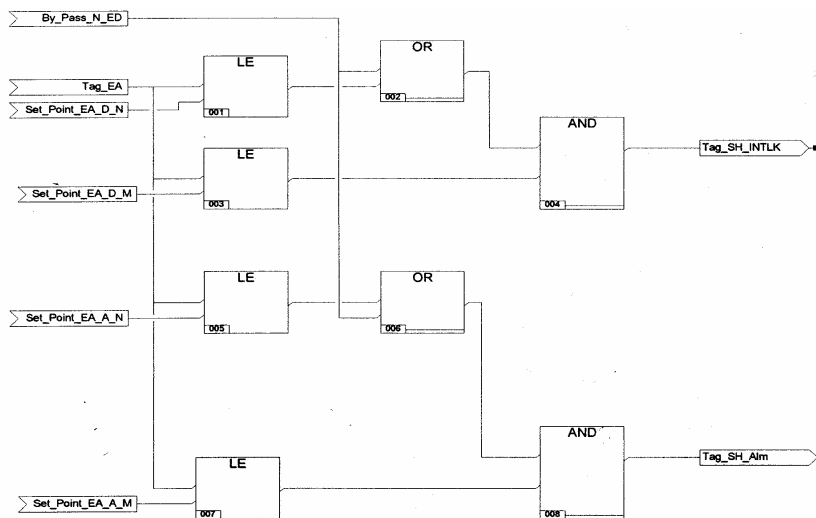 By_Pass_N_ED
OR
LE
Tag_EA
Set_Point_EA_D_N
001
002
AND
Tag_SH_INTLK
LE
Set_Point_EA_D_M
003
004
LE
OR
Set_Point_EA_A_N
005
006
AND
Tag_SH_Alm
LE
Set_Point_EA_A_M
007
008